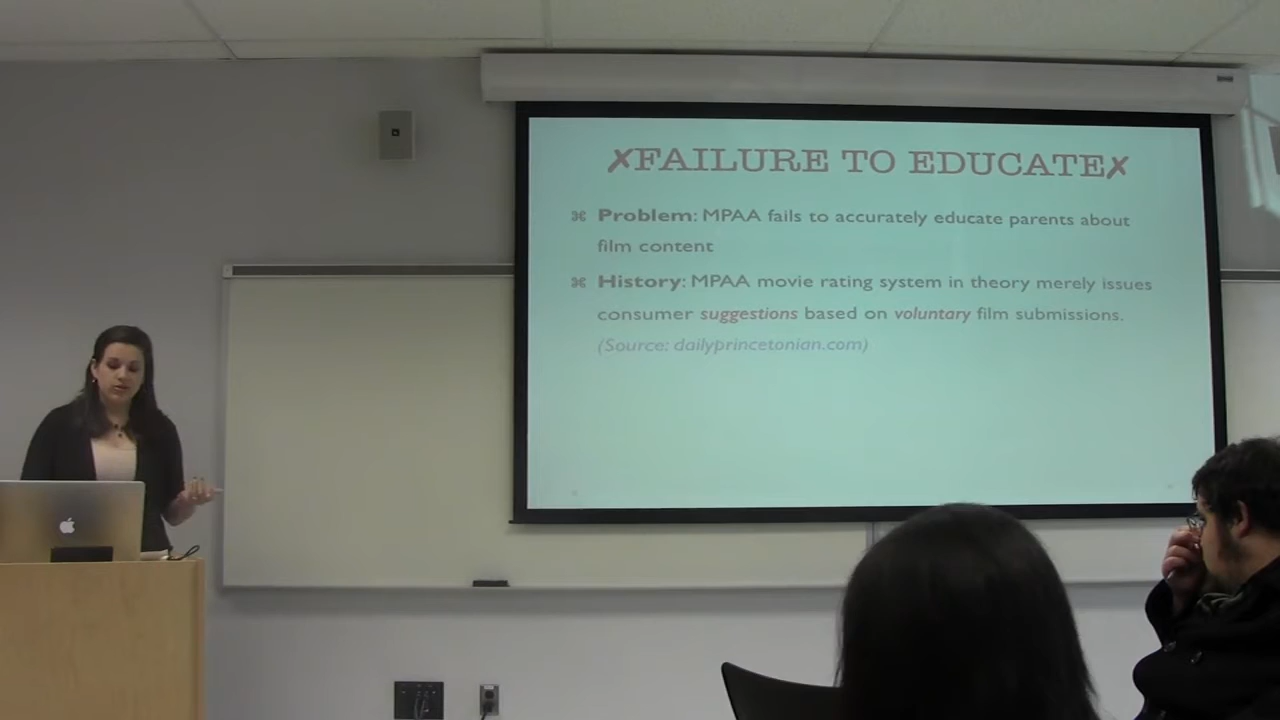 ✘FAILURE TO EDUCATE✘
⌘ Problem: MPAA fails to accurately educate parents about
film content
⌘ History: MPAA movie rating system in theory merely issues
consumer suggestions based on voluntary film submissions.
(Source: dailyprincetonian.com)